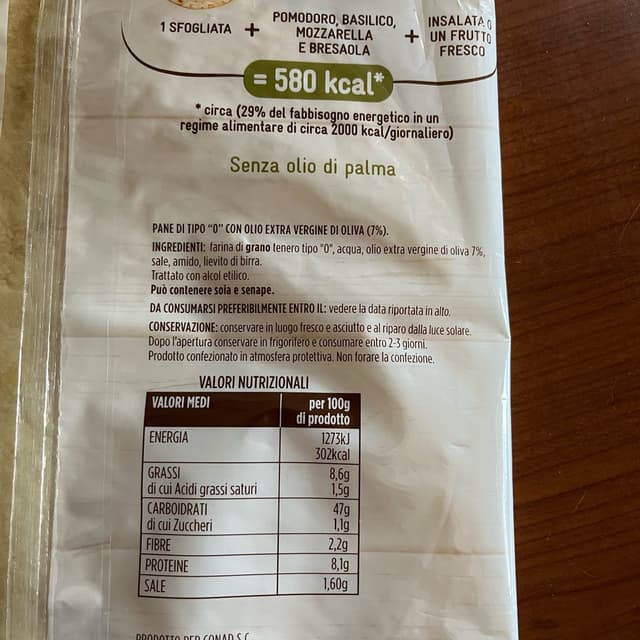 1 SFOGLIATA + POMODORO, BASILICO, MOZZARELLA E BRESAOLA + INSALATA O UN FRUTTO FRESCO
= 580 kcal*
* circa (29% del fabbisogno energetico in un
regime alimentare di circa 2000 kcal/giornaliero)
Senza olio di palma
PANE DI TIPO "0" CON OLIO EXTRA VERGINE DI OLIVA (7%).
INGREDIENTI: farina di grano tenero tipo "0", acqua, olio extra vergine di oliva 7%,
sale, amido, lievito di birra.
Trattato con alcol etilico.
Può contenere soia e senape.
DA CONSUMARSI PREFERIBILMENTE ENTRO IL: vedere la data riportata in alto.
CONSERVAZIONE: conservare in luogo fresco e asciutto e al riparo dalla luce solare.
Dopo l'apertura conservare in frigorifero e consumare entro 2-3 giorni.
Prodotto confezionato in atmosfera protettiva. Non forare la confezione.
VALORI NUTRIZIONALI
VALORI MEDI per 100g
di prodotto
ENERGIA 1273kJ
302kcal
GRASSI 8,6g
di cui Acidi grassi saturi 1,5g
CARBOIDRATI 47g
di cui Zuccheri 1,1g
FIBRE 2,2g
PROTEINE 8,1g
SALE 1,60g
PRODOTTO PER CONAD S.C.